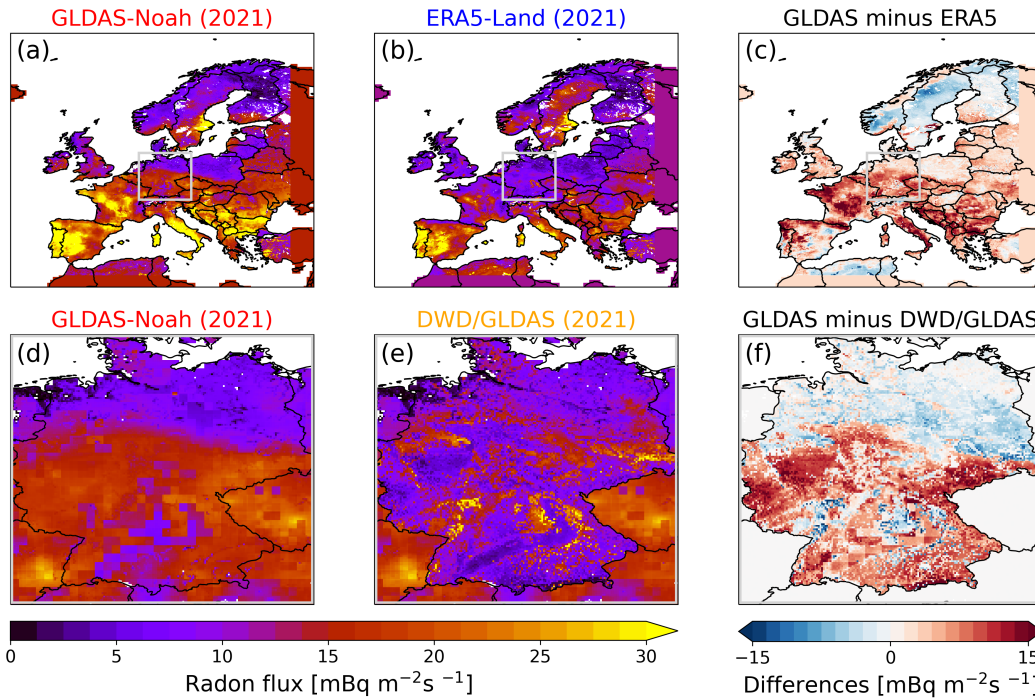 GLDAS-Noah (2021) ERA5-Land (2021) GLDAS minus ERA5
(a) (b) (c)
GLDAS-Noah (2021) DWD/GLDAS (2021) GLDAS minus DWD/GLDAS
(d) (e) (f)
0 5 10 15 20 25 30 −15 0 15
Radon flux [mBq m⁻²s ⁻¹] Differences [mBq m⁻²s ⁻¹]